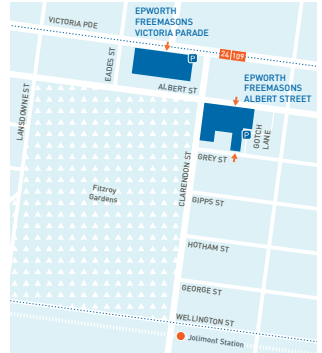 EPWORTH
FREEMASONS
VICTORIA PARADE
VICTORIA PDE
24 109
P
EADES ST
ALBERT ST
EPWORTH
FREEMASONS
ALBERT STREET
LANSDOWNE ST
P
GOTCH
LANE
GREY ST
CLARENDON ST
Fitzroy
Gardens
GIPPS ST
HOTHAM ST
GEORGE ST
WELLINGTON ST
Jolimont Station